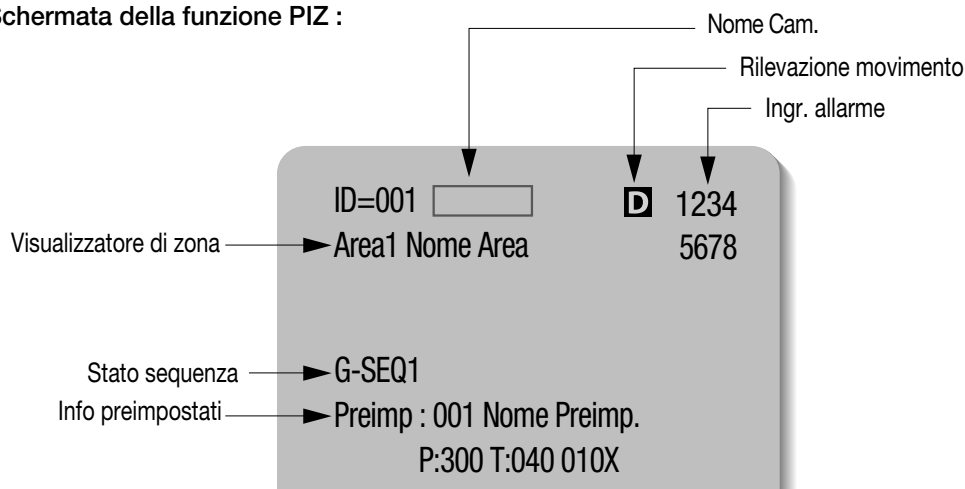 Schermata della funzione PIZ :
Nome Cam.
Rilevazione movimento
Ingr. allarme
ID=001 D 1234
Visualizzatore di zona Area1 Nome Area 5678
Stato sequenza G-SEQ1
Info preimpostati Preimp : 001 Nome Preimp.
P:300 T:040 010X